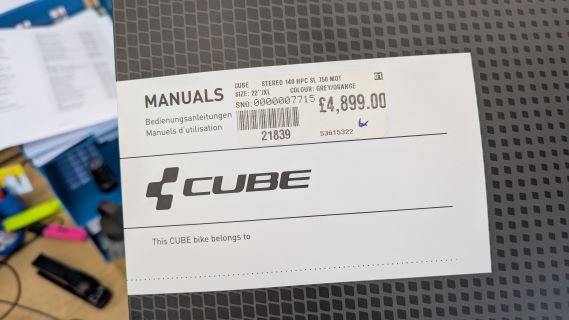 MANUALS
Bedienungsanleitungen
Manuels d'utilisation
CUBE STEREO 140 HPC SL 750 MOT 01
SIZE: 22"/XL COLOUR: GREY/ORANGE
SNO:0000007715 £4,899.00
21839 53615322
CUBE
This CUBE bike belongs to